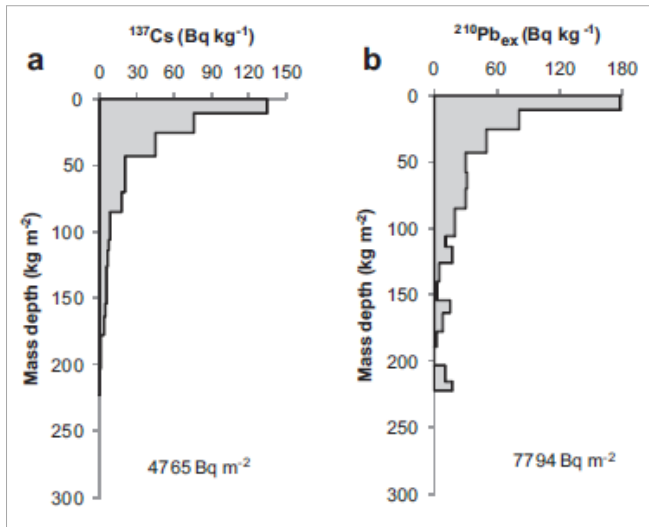 ¹³⁷Cs (Bq kg⁻¹)
a
0 30 60 90 120 150
0
50
100
150
200
250
300
Mass depth (kg m⁻²)
4765 Bq m⁻²
²¹⁰Pbₑₓ (Bq kg⁻¹)
b
0 60 120 180
0
50
100
150
200
250
300
Mass depth (kg m⁻²)
7794 Bq m⁻²